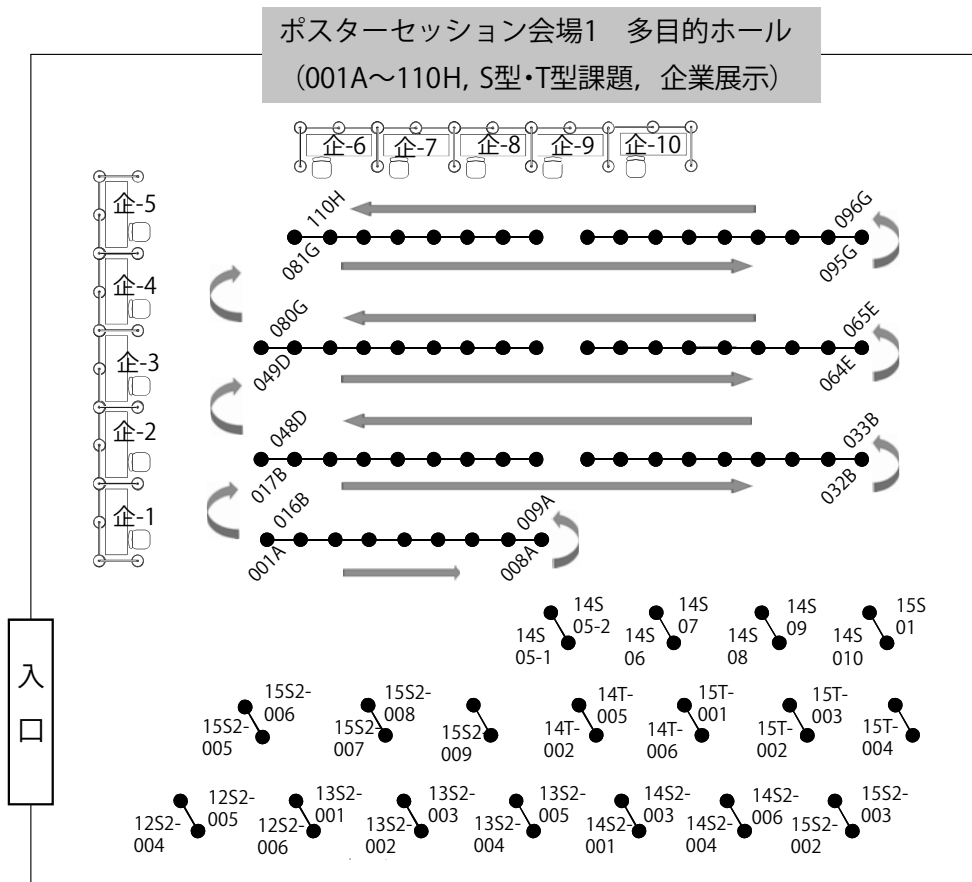 ポスターセッション会場1　多目的ホール
（001A～110H, S型・T型課題，企業展示）
企-6
企-7
企-8
企-9
企-10
企-5
企-4
企-3
企-2
企-1
110H
096G
081G
095G
080G
065E
049D
064E
048D
033B
017B
032B
016B
009A
001A
008A
入
口
14S
05-2
14S
05-1
14S
07
14S
06
14S
09
14S
08
15S
01
14S
010
15S2-
006
15S2-
005
15S2-
008
15S2-
007
15S2-
009
14T-
005
14T-
002
15T-
001
14T-
006
15T-
003
15T-
002
15T-
004
12S2-
005
12S2-
004
13S2-
001
12S2-
006
13S2-
003
13S2-
002
13S2-
005
13S2-
004
14S2-
003
14S2-
001
14S2-
006
14S2-
004
15S2-
003
15S2-
002